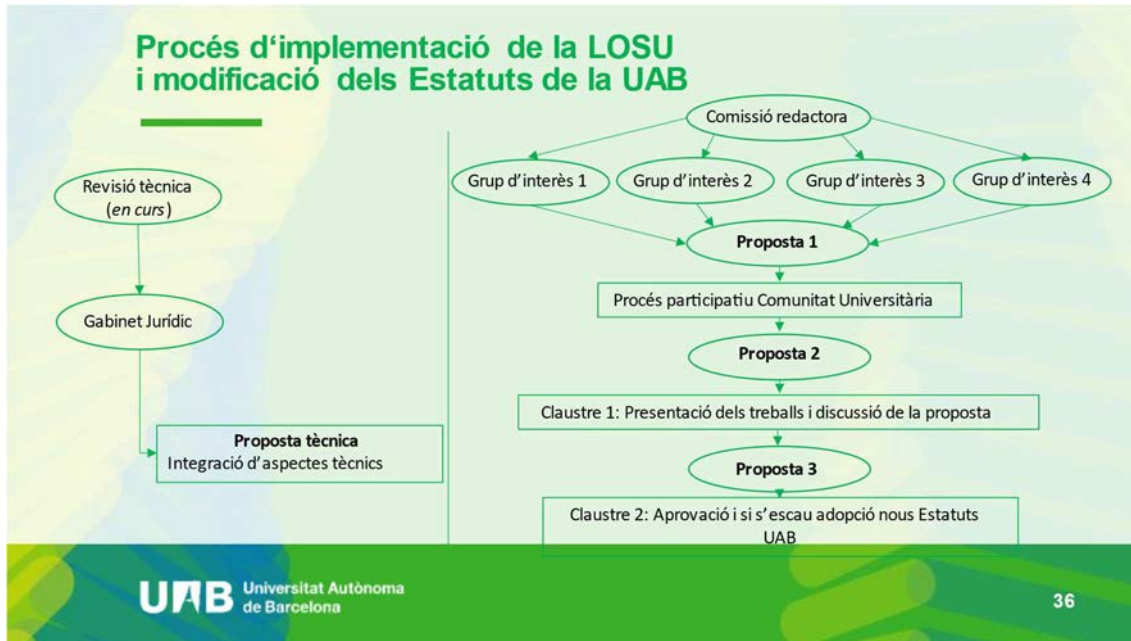 Procés d‘implementació de la LOSU
i modificació dels Estatuts de la UAB
Revisió tècnica
(en curs)
Gabinet Jurídic
Proposta tècnica
Integració d’aspectes tècnics
Comissió redactora
Grup d’interès 1
Grup d’interès 2
Grup d’interès 3
Grup d’interès 4
Proposta 1
Procés participatiu Comunitat Universitària
Proposta 2
Claustre 1: Presentació dels treballs i discussió de la proposta
Proposta 3
Claustre 2: Aprovació i si s’escau adopció nous Estatuts
UAB
UAB
Universitat Autònoma
de Barcelona
36